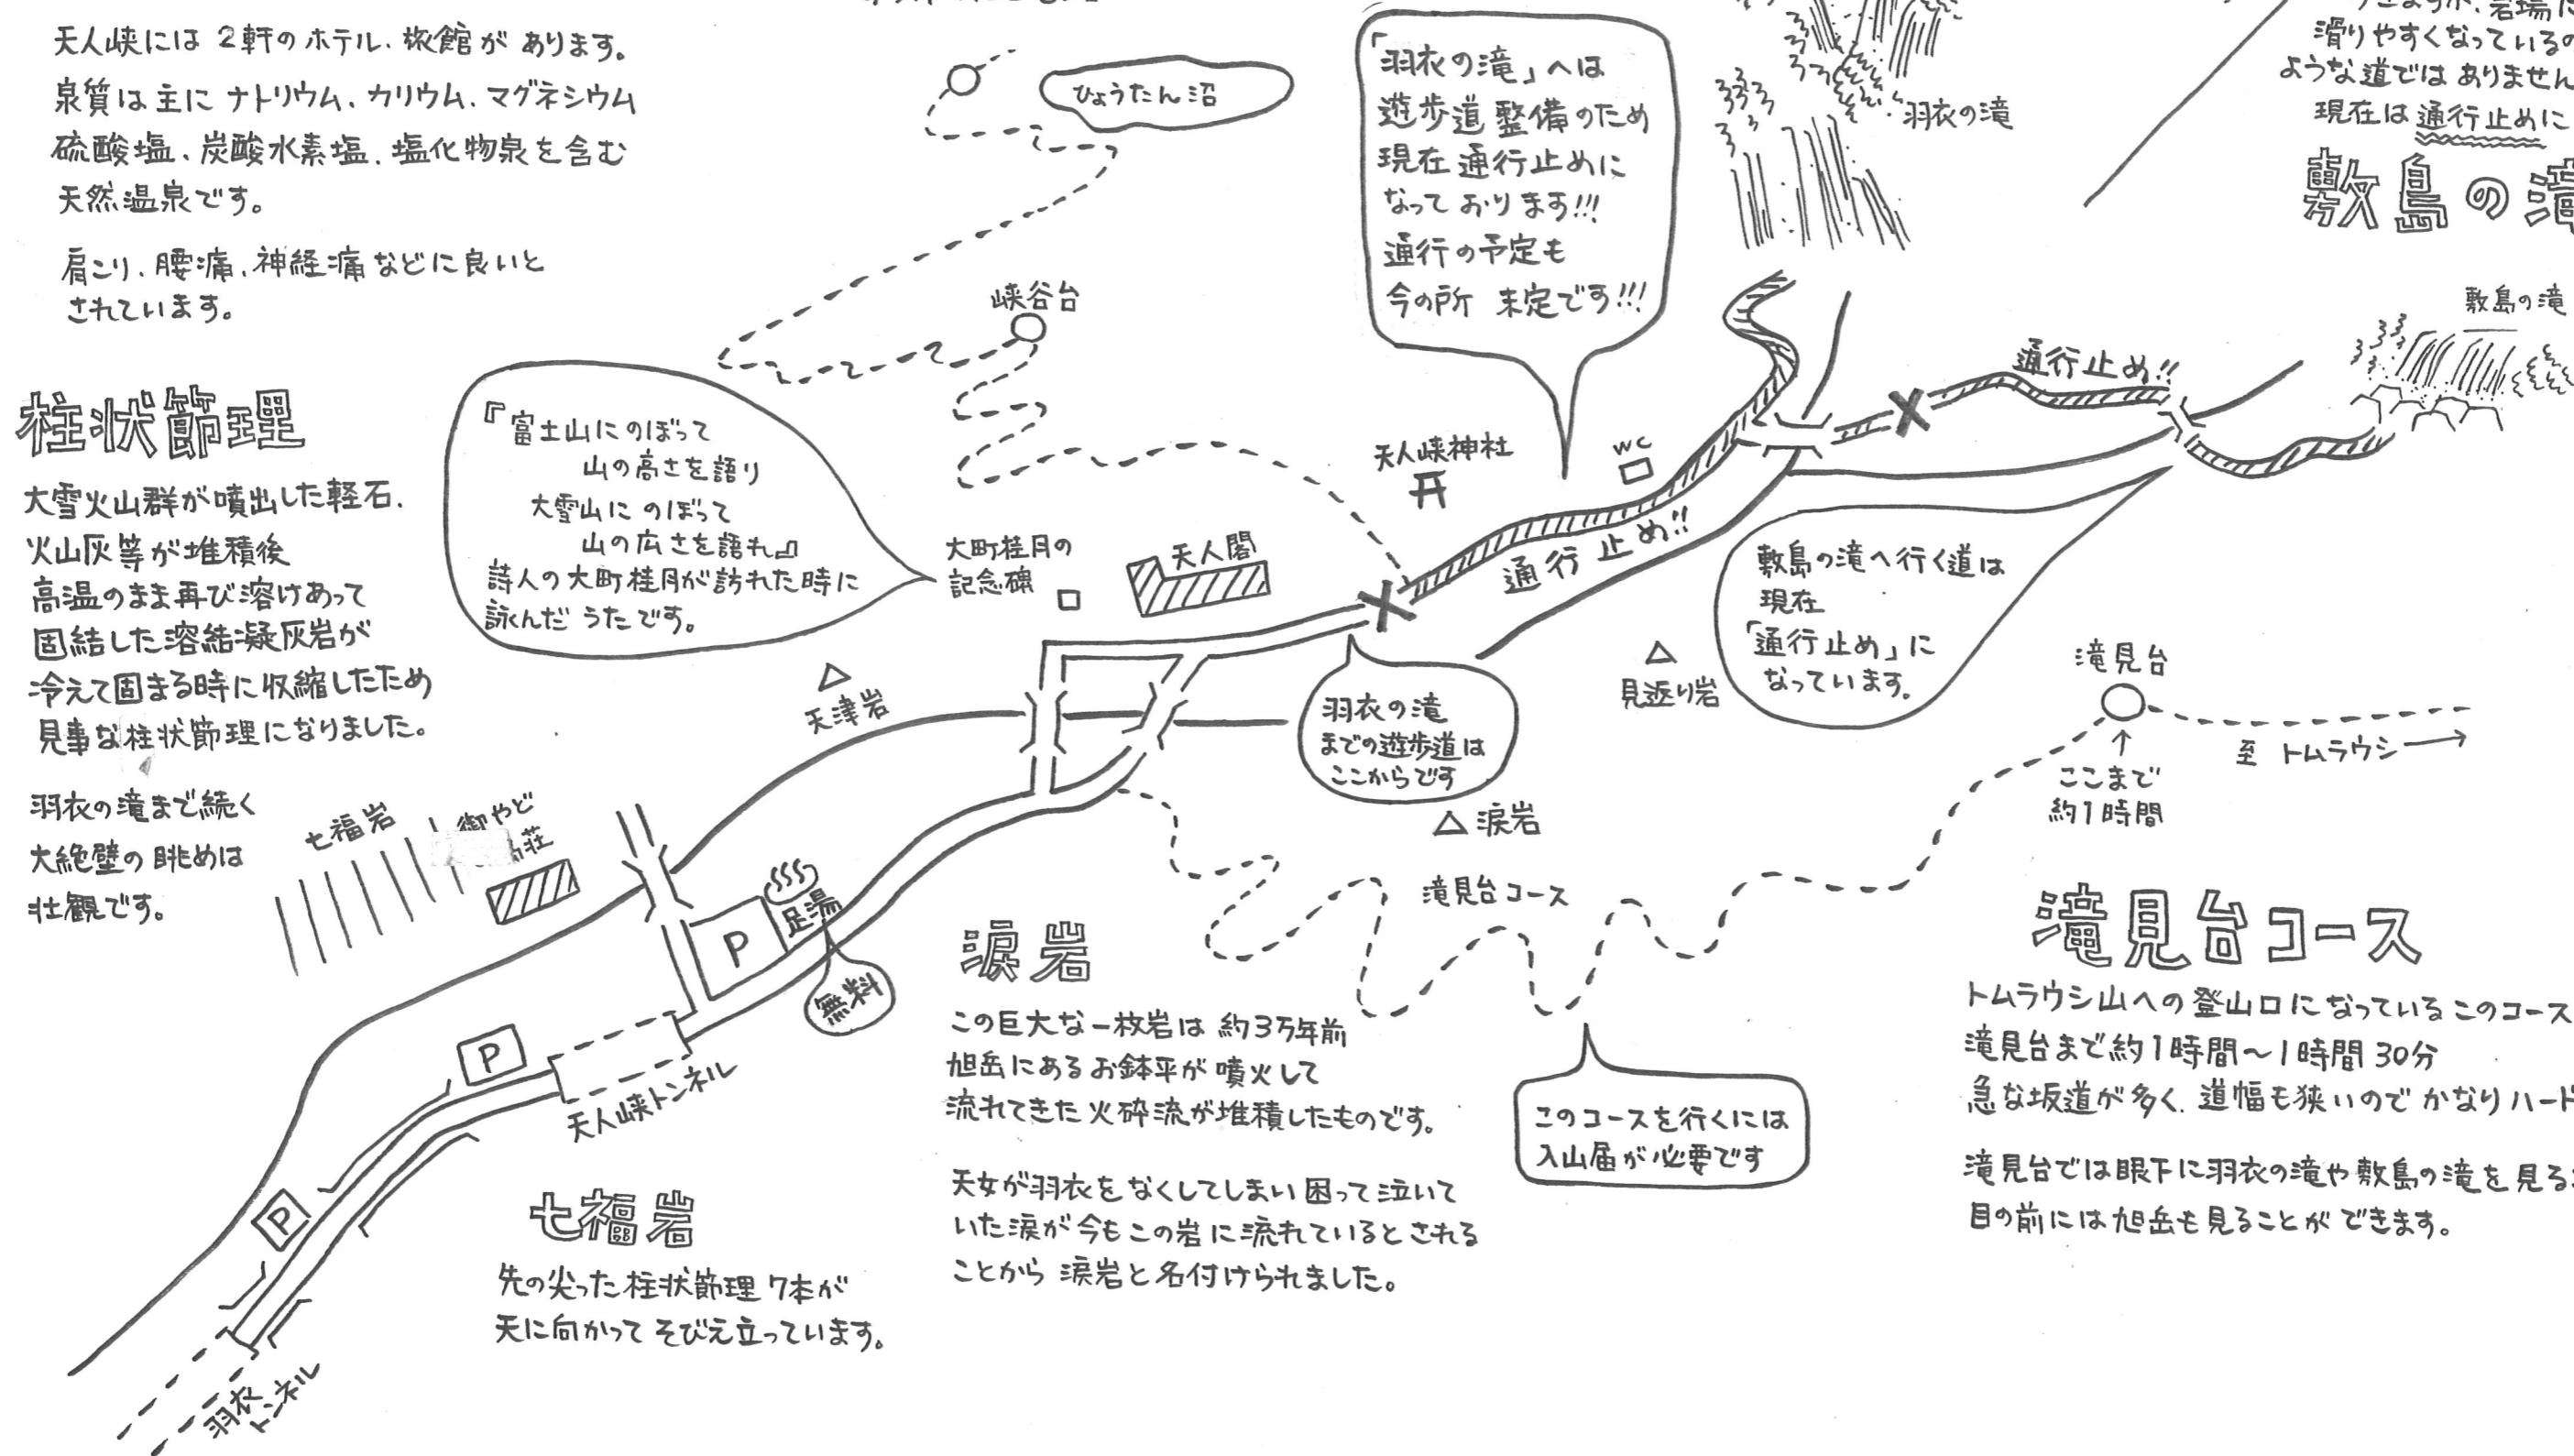 天人峡には2軒のホテル、旅館があります。
泉質は主にナトリウム、カリウム、マグネシウム
硫酸塩、炭酸水素塩、塩化物泉を含む
天然温泉です。
肩こり、腰痛、神経痛などに良いと
されています。
柱状節理
大雪火山群が噴出した軽石、
火山灰等が堆積後
高温のまま再び溶けあって
固結した溶結凝灰岩が
冷えて固まる時に収縮したため
見事な柱状節理になりました。
羽衣の滝まで続く
大絶壁の眺めは
壮観です。
ひょうたん沼
峡谷台
『富士山にのぼって
山の高さを語り
大雪山にのぼって
山の広さを語れ』
詩人の大町桂月が訪れた時に
詠んだうたです。
大町桂月の
記念碑
天人閣
「羽衣の滝」へは
遊歩道整備のため
現在通行止めに
なっております!!!
通行の予定も
今の所 未定です!!!
羽衣の滝
天人峡神社
WC
通行止め!!
通行止め!!
岩場
滑りやすくなっているの
ような道ではありません
現在は通行止めに
敷島の滝
敷島の滝
敷島の滝へ行く道は
現在
「通行止め」に
なっています。
羽衣の滝
までの遊歩道は
ここからです
天津岩
見返り岩
涙岩
滝見台
↑
ここまで
約1時間
至 トムラウシ→
滝見台コース
このコースを行くには
入山届が必要です
七福岩
御やど
荘
P
足湯
無料
P
P
天人峡トンネル
羽衣
トンネル
涙岩
この巨大な一枚岩は約3万年前
旭岳にあるお鉢平が噴火して
流れてきた火砕流が堆積したものです。
天女が羽衣をなくしてしまい困って泣いて
いた涙が今もこの岩に流れているとされる
ことから涙岩と名付けられました。
七福岩
先の尖った柱状節理7本が
天に向かってそびえ立っています。
滝見台コース
トムラウシ山への登山口になっているこのコース
滝見台まで約1時間〜1時間30分
急な坂道が多く、道幅も狭いのでかなりハード
滝見台では眼下に羽衣の滝や敷島の滝を見る
目の前には旭岳も見ることができます。